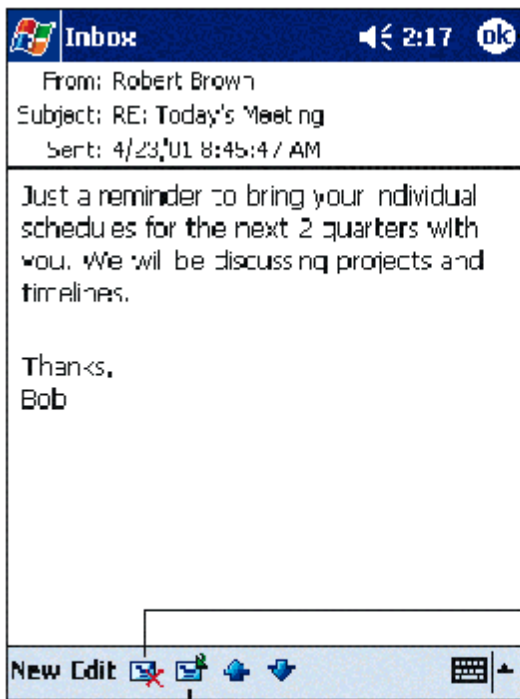 Inbox 2:17 ok
From: Robert Brown
Subject: RE: Today's Meeting
Sent: 4/23/01 8:45:47 AM
Just a reminder to bring your individual
schedules for the next 2 quarters with
you. We will be discussing projects and
timelines.
Thanks,
Bob
New Edit